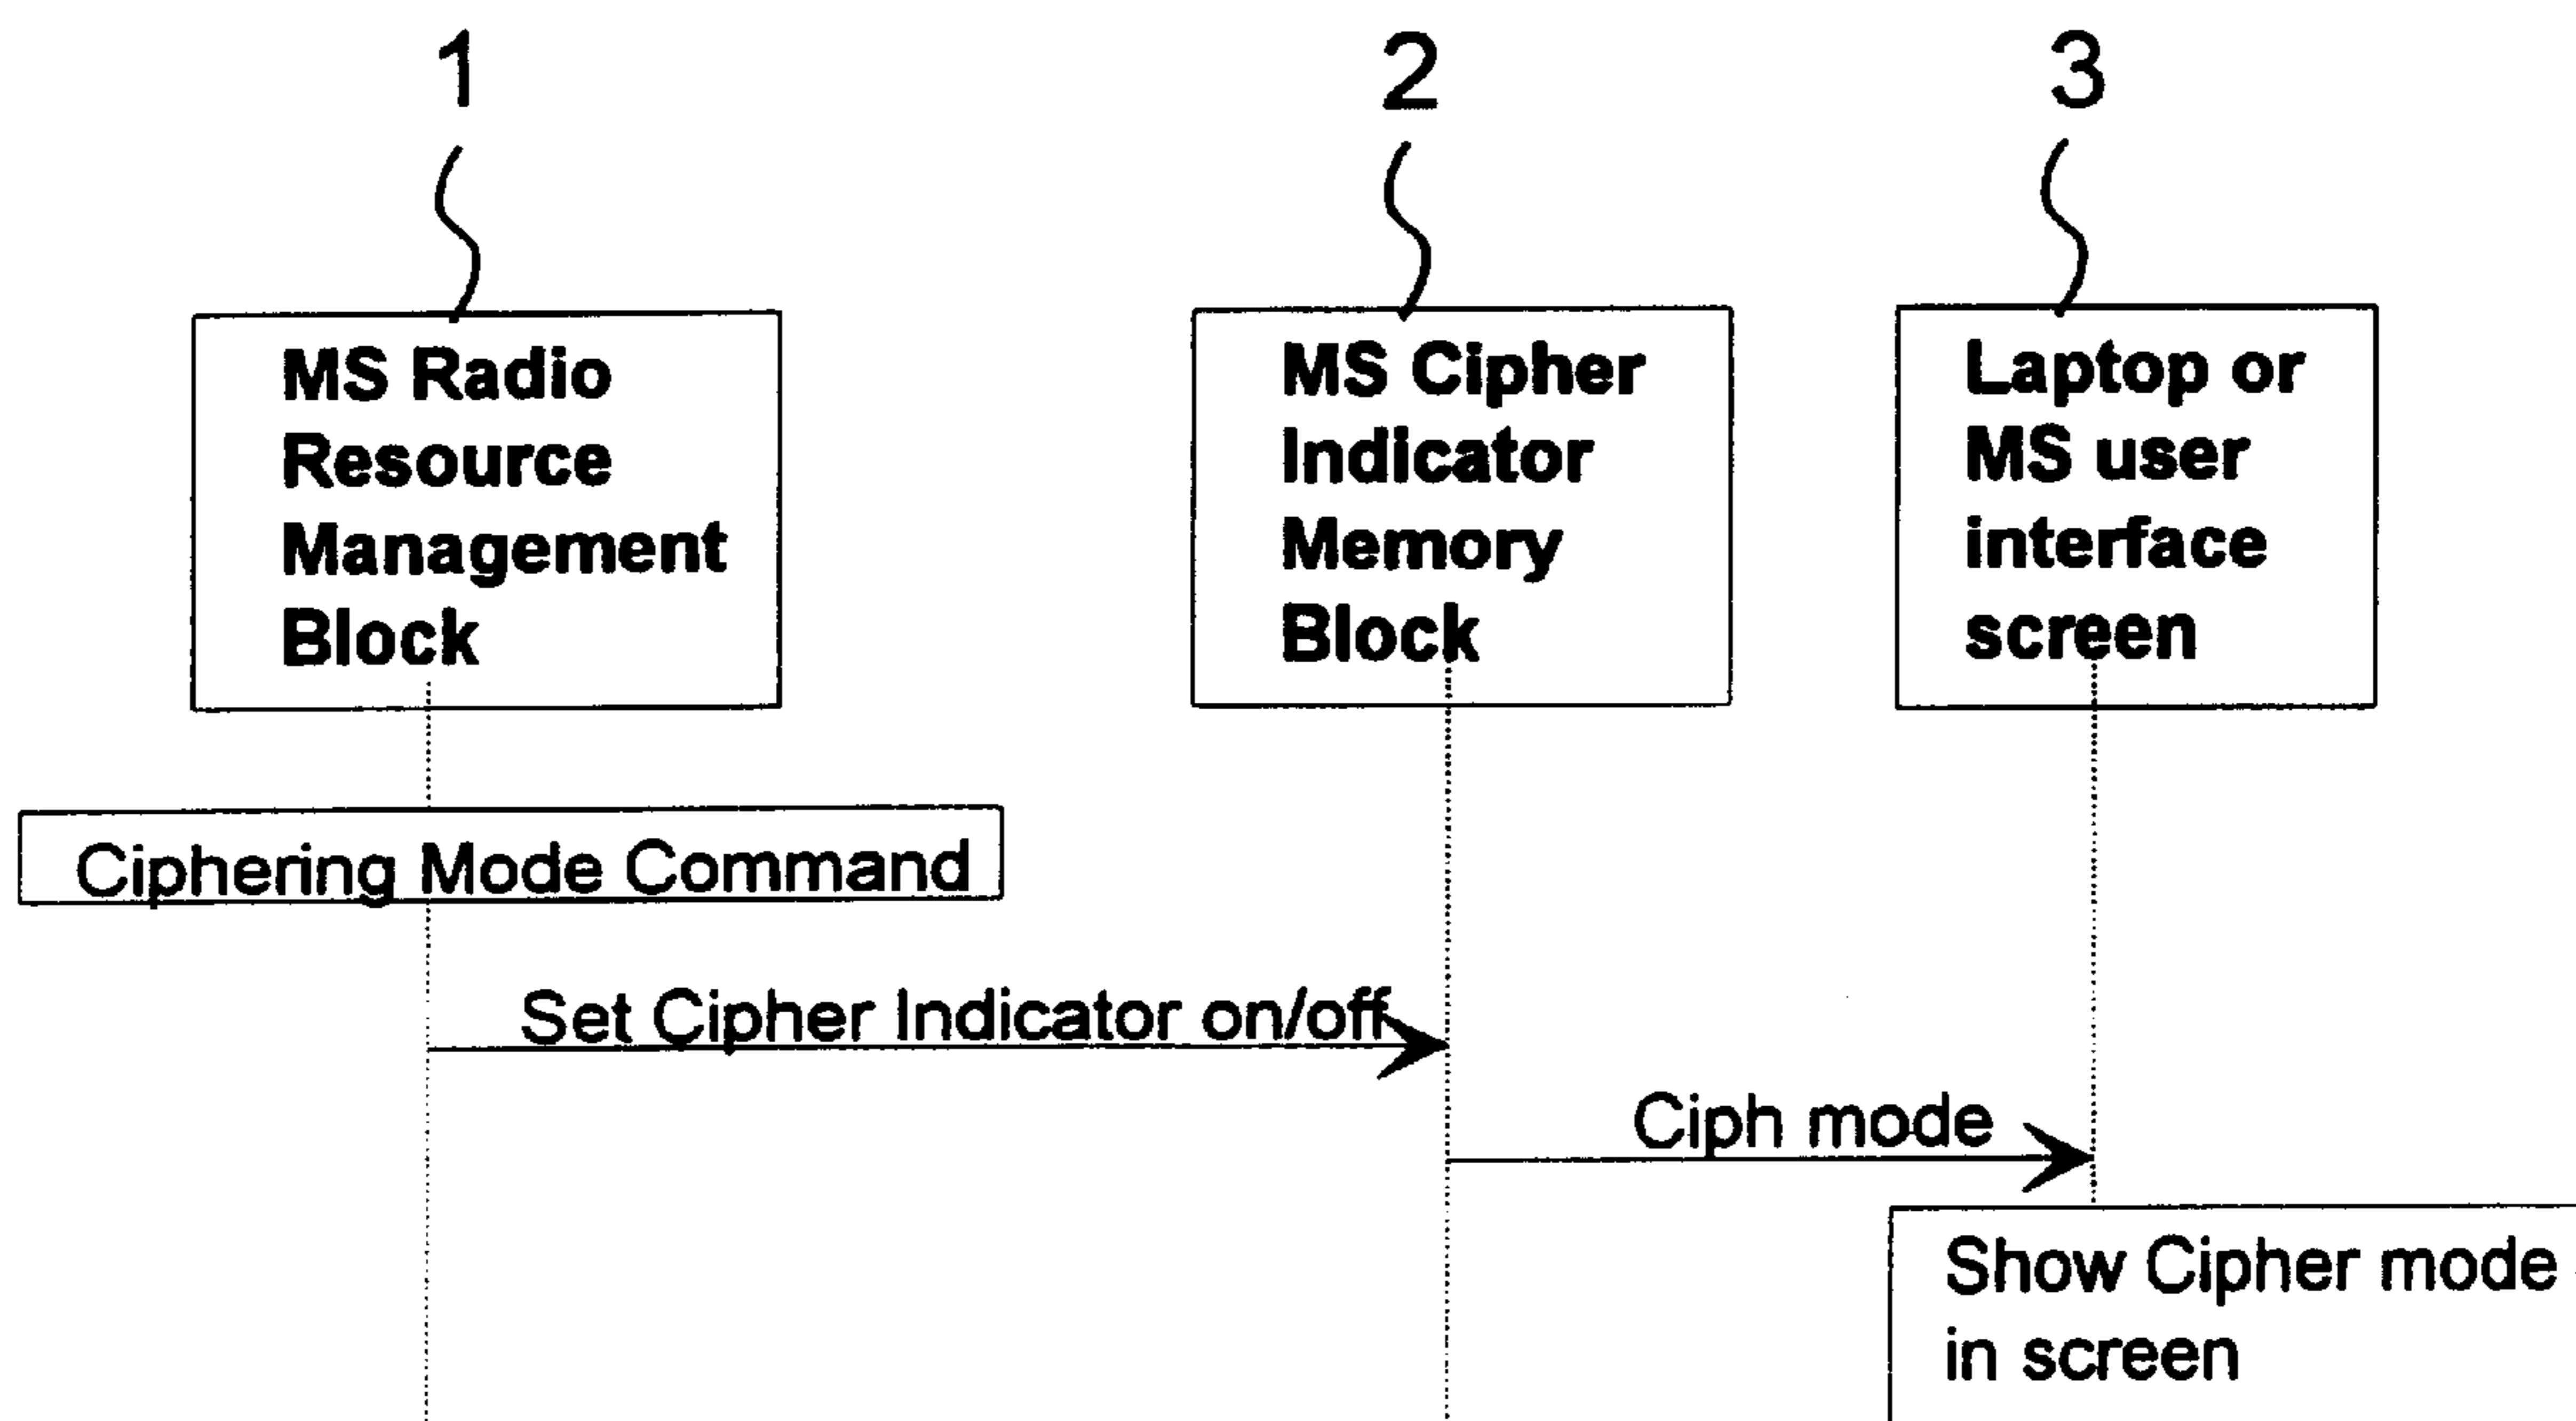 1
2
3
MS Radio
Resource
Management
Block
MS Cipher
Indicator
Memory
Block
Laptop or
MS user
interface
screen
Ciphering Mode Command
Set Cipher Indicator on/off
Ciph mode
Show Cipher mode
in screen